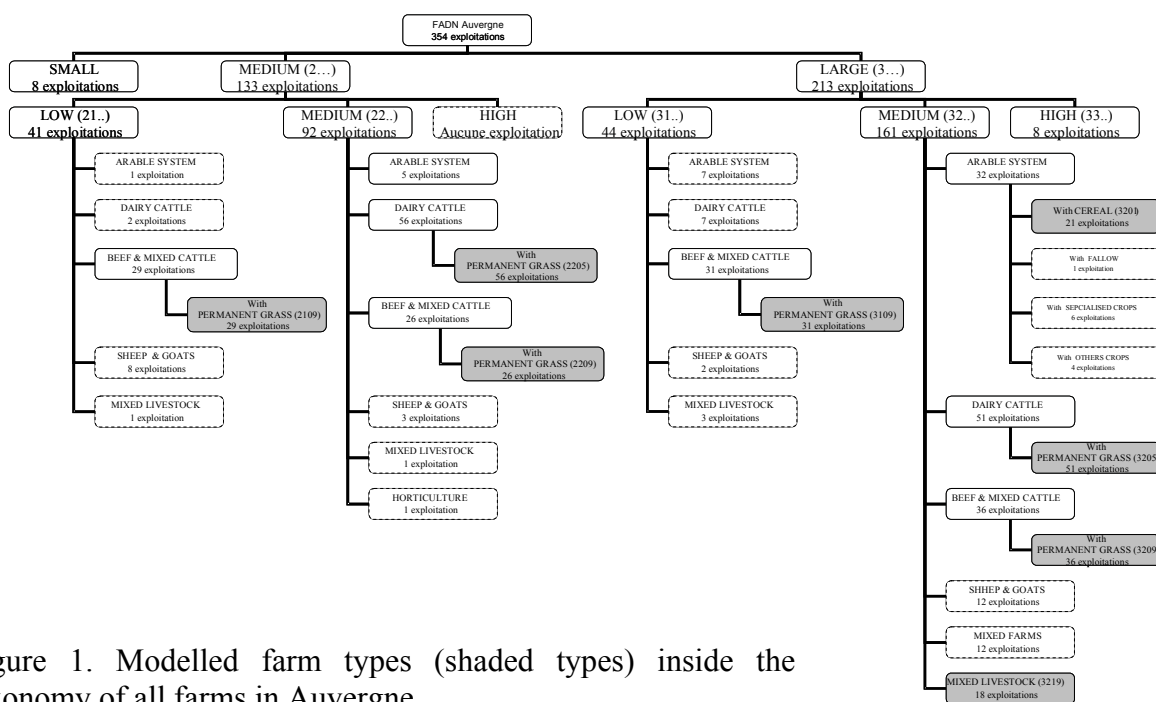 FADN Auvergne
354 exploitations
SMALL
8 exploitations
MEDIUM (2…)
133 exploitations
LARGE (3…)
213 exploitations
LOW (21..)
41 exploitations
MEDIUM (22..)
92 exploitations
HIGH
Aucune exploitation
LOW (31..)
44 exploitations
MEDIUM (32..)
161 exploitations
HIGH (33..)
8 exploitations
ARABLE SYSTEM
1 exploitation
DAIRY CATTLE
2 exploitations
BEEF & MIXED CATTLE
29 exploitations
With
PERMANENT GRASS (2109)
29 exploitations
SHEEP & GOATS
8 exploitations
MIXED LIVESTOCK
1 exploitation
ARABLE SYSTEM
5 exploitations
DAIRY CATTLE
56 exploitations
With
PERMANENT GRASS (2205)
56 exploitations
BEEF & MIXED CATTLE
26 exploitations
With
PERMANENT GRASS (2209)
26 exploitations
SHEEP & GOATS
3 exploitations
MIXED LIVESTOCK
1 exploitation
HORTICULTURE
1 exploitation
ARABLE SYSTEM
7 exploitations
DAIRY CATTLE
7 exploitations
BEEF & MIXED CATTLE
31 exploitations
With
PERMANENT GRASS (3109)
31 exploitations
SHEEP & GOATS
2 exploitations
MIXED LIVESTOCK
3 exploitations
ARABLE SYSTEM
32 exploitations
With CEREAL (3201)
21 exploitations
With FALLOW
1 exploitation
With SEPCIALISED CROPS
6 exploitations
With OTHERS CROPS
4 exploitations
DAIRY CATTLE
51 exploitations
With
PERMANENT GRASS (3205
51 exploitations
BEEF & MIXED CATTLE
36 exploitations
With
PERMANENT GRASS (3209
36 exploitations
SHHEP & GOATS
12 exploitations
MIXED FARMS
12 exploitations
MIXED LIVESTOCK (3219)
18 exploitations
gure 1. Modelled farm types (shaded types) inside the
onomy of all farms in Auvergne